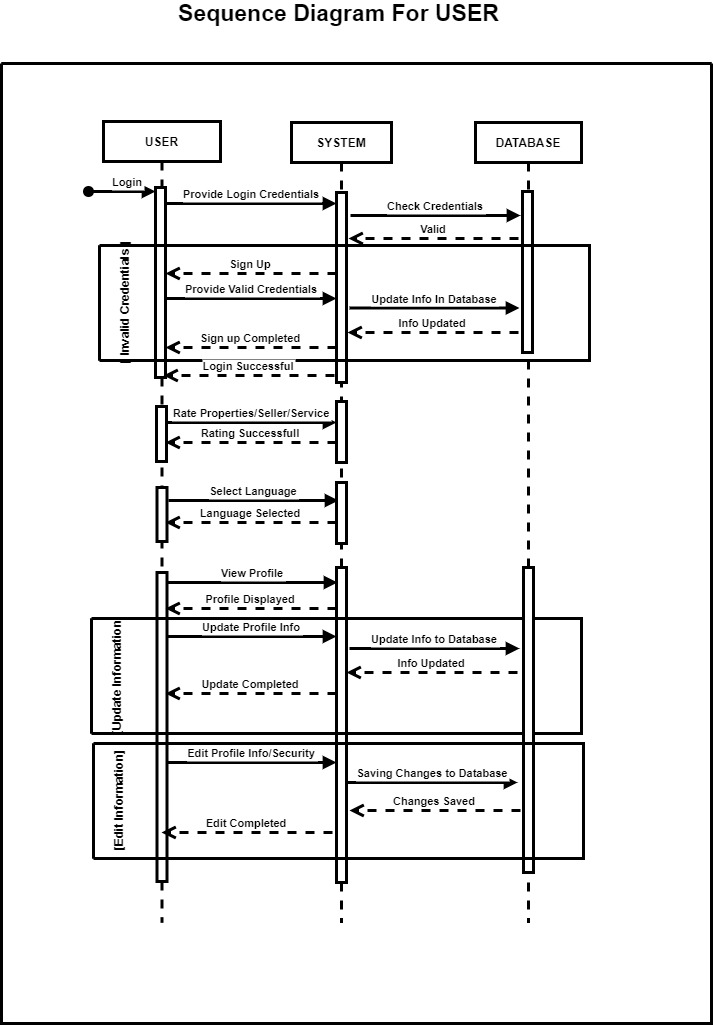 Sequence Diagram For USER
USER
SYSTEM
DATABASE
Login
Provide Login Credentials
Check Credentials
Valid
[ Invalid Credentials ]
Sign Up
Provide Valid Credentials
Update Info In Database
Info Updated
Sign up Completed
Login Successful
Rate Properties/Seller/Service
Rating Successfull
Select Language
Language Selected
View Profile
Profile Displayed
[Update Information
Update Profile Info
Update Info to Database
Info Updated
Update Completed
[Edit Information]
Edit Profile Info/Security
Saving Changes to Database
Changes Saved
Edit Completed